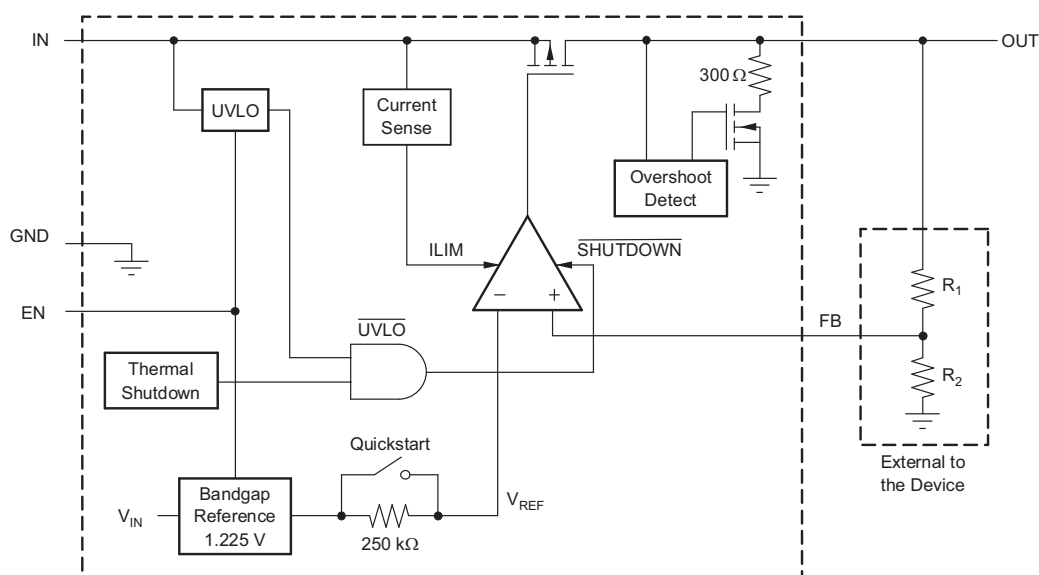 IN
OUT
300 Ω
UVLO
Current
Sense
Overshoot
Detect
GND
ILIM
SHUTDOWN
− +
EN
UVLO
FB
R1
R2
Thermal
Shutdown
Quickstart
External to
the Device
VIN
Bandgap
Reference
1.225 V
VREF
250 kΩ